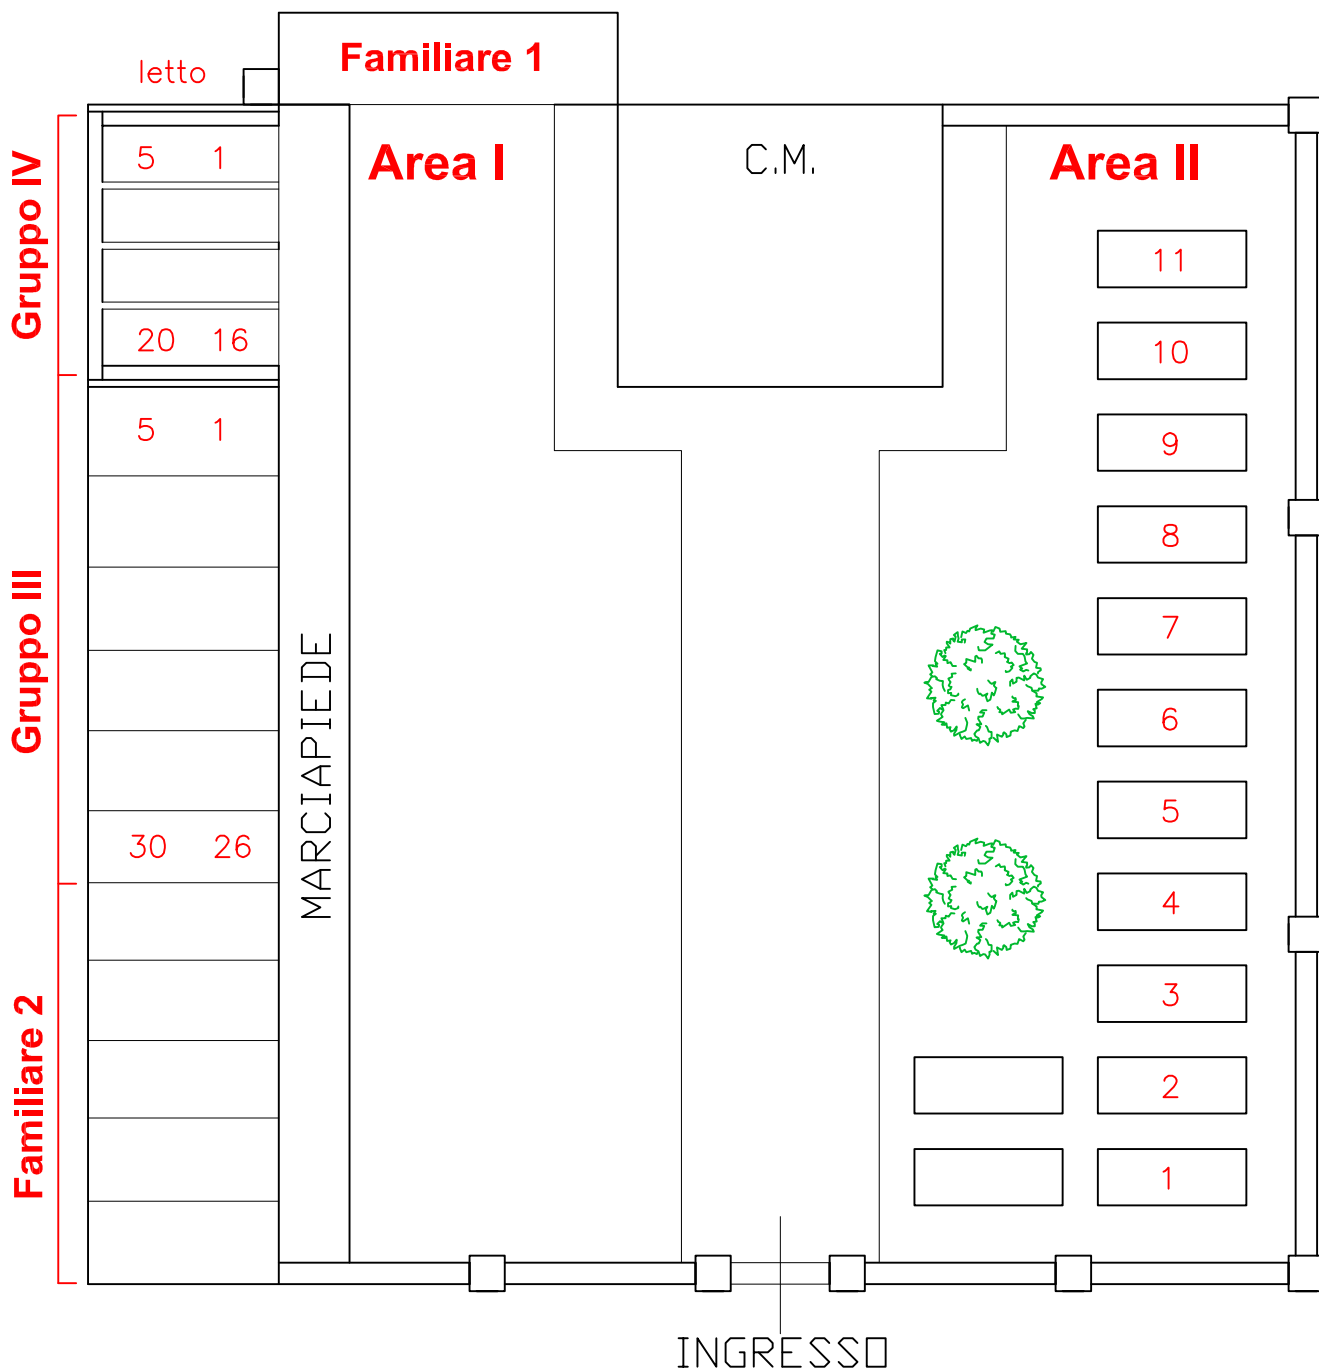 Familiare 1
letto
Area I
C.M.
Area II
Gruppo IV
5 1
20 16
Gruppo III
5 1
30 26
Familiare 2
MARCIAPIEDE
11
10
9
8
7
6
5
4
3
2
1
INGRESSO